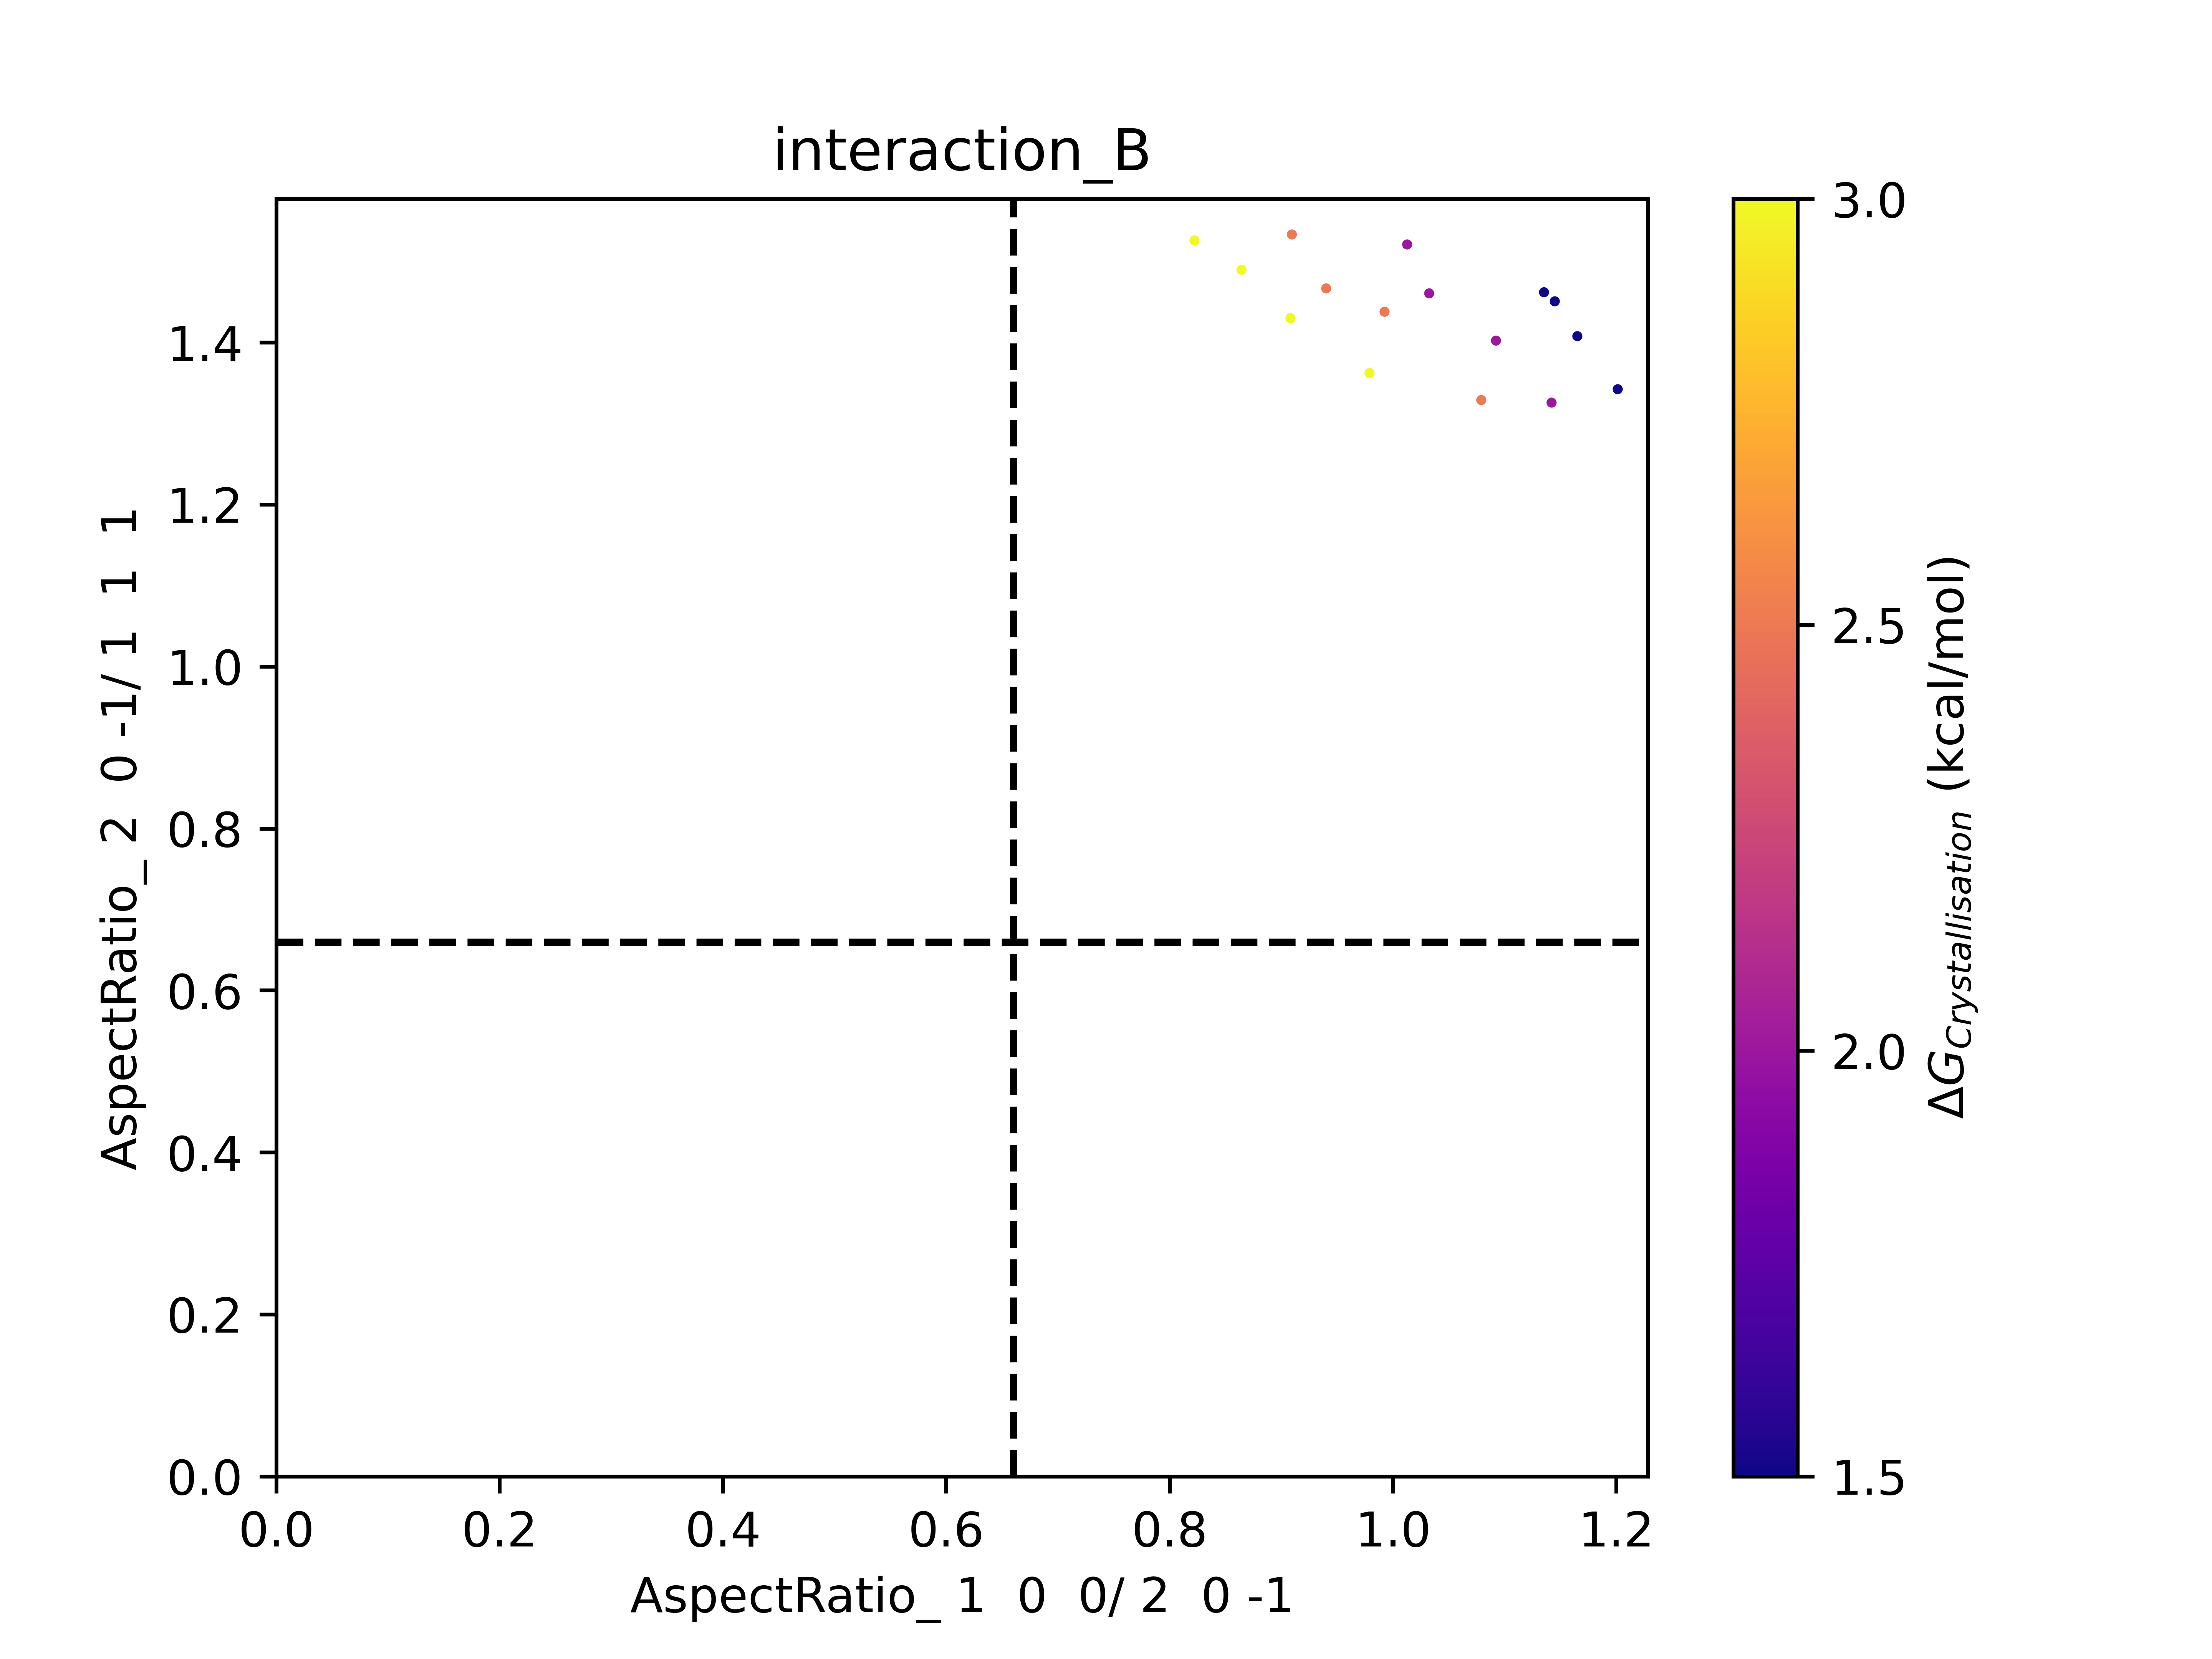 interaction_B
AspectRatio_ 2 0 -1/ 1 1 1
1.4
1.2
1.0
0.8
0.6
0.4
0.2
0.0
0.0 0.2 0.4 0.6 0.8 1.0 1.2
AspectRatio_ 1 0 0/ 2 0 -1
3.0
2.5
2.0
1.5
ΔG_Crystallisation (kcal/mol)